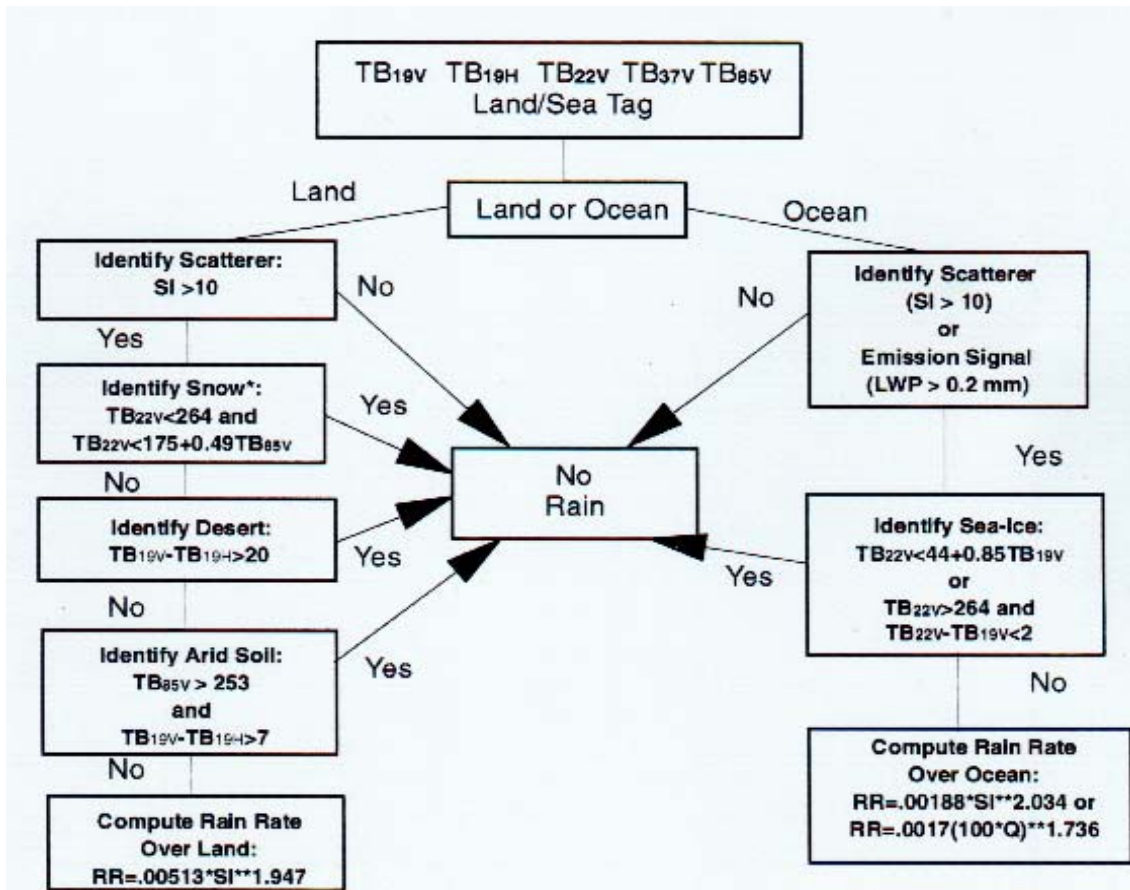 TB19V TB19H TB22V TB37V TB85V
Land/Sea Tag
Land or Ocean
Land
Ocean
Identify Scatterer:
SI >10
No
Yes
Identify Snow*:
TB22V<264 and
TB22V<175+0.49TB85V
Yes
No
Identify Desert:
TB19V-TB19H>20
Yes
No
Identify Arid Soil:
TB85V > 253
and
TB19V-TB19H>7
Yes
No
Compute Rain Rate
Over Land:
RR=.00513*SI**1.947
No
Rain
Identify Scatterer
(SI > 10)
or
Emission Signal
(LWP > 0.2 mm)
No
Yes
Identify Sea-Ice:
TB22V<44+0.85TB19V
or
TB22V>264 and
TB22V-TB19V<2
Yes
No
Compute Rain Rate
Over Ocean:
RR=.00188*SI**2.034 or
RR=.0017(100*Q)**1.736